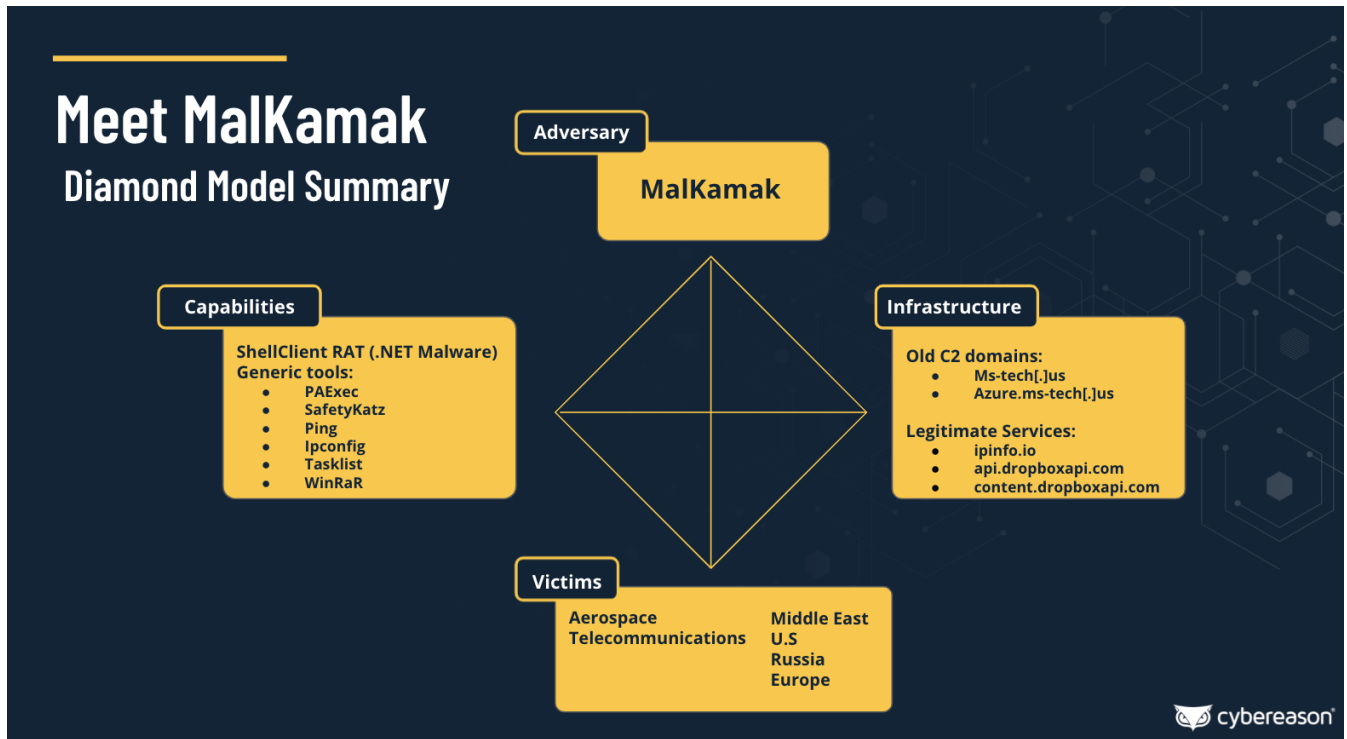 Meet MalKamak
Diamond Model Summary
Adversary
MalKamak
Capabilities
ShellClient RAT (.NET Malware)
Generic tools:
● PAExec
● SafetyKatz
● Ping
● Ipconfig
● Tasklist
● WinRaR
Infrastructure
Old C2 domains:
● Ms-tech[.]us
● Azure.ms-tech[.]us
Legitimate Services:
● ipinfo.io
● api.dropboxapi.com
● content.dropboxapi.com
Victims
Aerospace
Telecommunications
Middle East
U.S
Russia
Europe
cybereason®